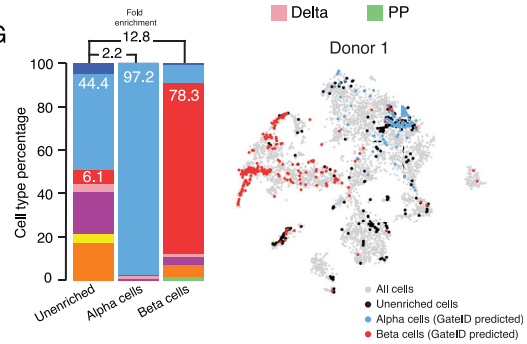 G
Fold
enrichment
12.8
2.2
Delta
PP
Donor 1
Cell type percentage
100
80
60
40
20
0
44.4
6.1
97.2
78.3
Unenriched
Alpha cells
Beta cells
All cells
Unenriched cells
Alpha cells (GateID predicted)
Beta cells (GateID predicted)